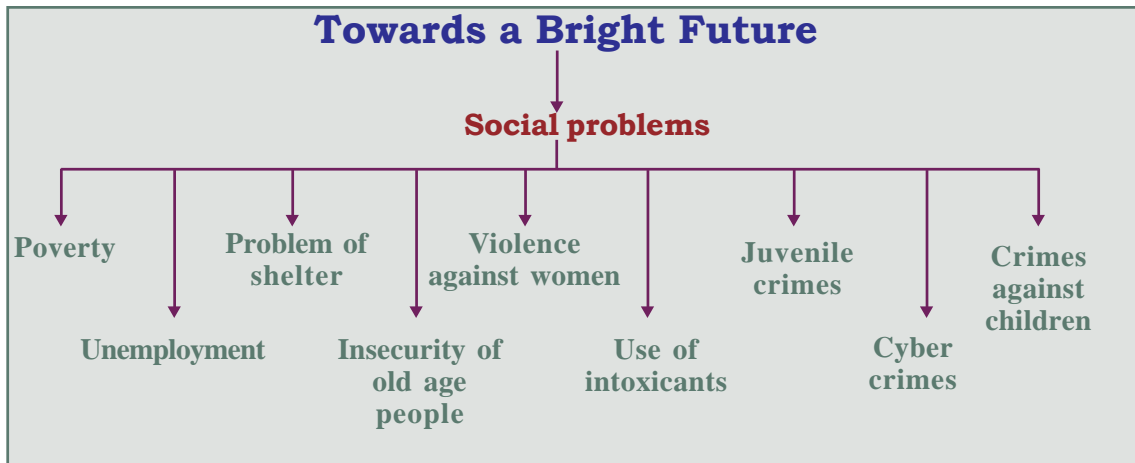 Towards a Bright Future
Social problems
Poverty
Unemployment
Problem of
shelter
Insecurity of
old age
people
Violence
against women
Use of
intoxicants
Juvenile
crimes
Cyber
crimes
Crimes
against
children